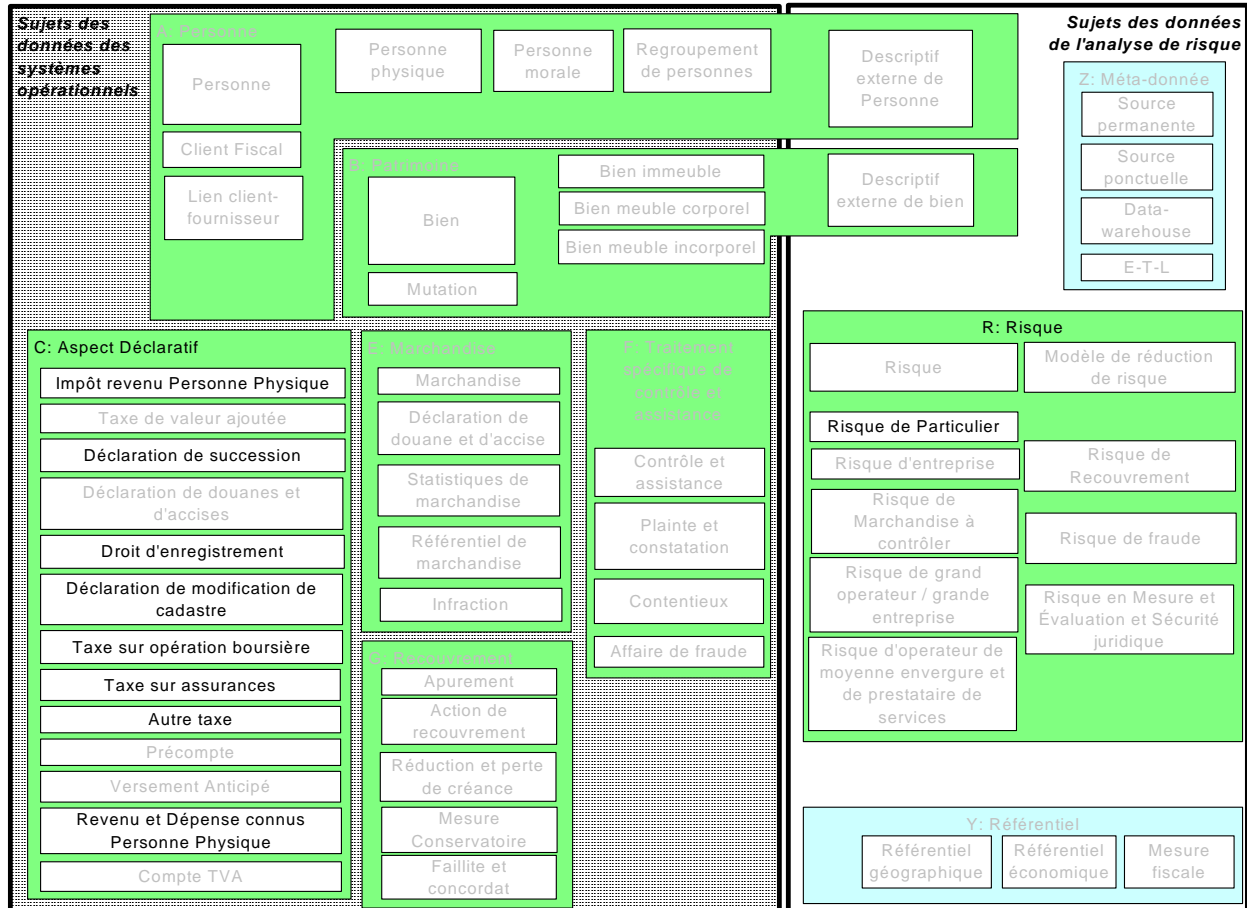 Sujets des
données des
systèmes
opérationnels
A: Personne
Personne
Client Fiscal
Lien client-
fournisseur
Personne
physique
Personne
morale
Regroupement
de personnes
Descriptif
externe de
Personne
B: Patrimoine
Bien
Mutation
Bien immeuble
Bien meuble corporel
Bien meuble incorporel
Descriptif
externe de bien
C: Aspect Déclaratif
Impôt revenu Personne Physique
Taxe de valeur ajoutée
Déclaration de succession
Déclaration de douanes et
d'accises
Droit d'enregistrement
Déclaration de modification de
cadastre
Taxe sur opération boursière
Taxe sur assurances
Autre taxe
Précompte
Versement Anticipé
Revenu et Dépense connus
Personne Physique
Compte TVA
E: Marchandise
Marchandise
Déclaration de
douane et d'accise
Statistiques de
marchandise
Référentiel de
marchandise
Infraction
G: Recouvrement
Apurement
Action de
recouvrement
Réduction et perte
de créance
Mesure
Conservatoire
Faillite et
concordat
F: Traitement
spécifique de
contrôle et
assistance
Contrôle et
assistance
Plainte et
constatation
Contentieux
Affaire de fraude
Sujets des données
de l'analyse de risque
Z: Méta-donnée
Source
permanente
Source
ponctuelle
Data-
warehouse
E-T-L
R: Risque
Risque
Modèle de réduction
de risque
Risque de Particulier
Risque d'entreprise
Risque de
Marchandise à
contrôler
Risque de grand
operateur / grande
entreprise
Risque d'operateur de
moyenne envergure et
de prestataire de
services
Risque de
Recouvrement
Risque de fraude
Risque en Mesure et
Évaluation et Sécurité
juridique
Y: Référentiel
Référentiel
géographique
Référentiel
économique
Mesure
fiscale